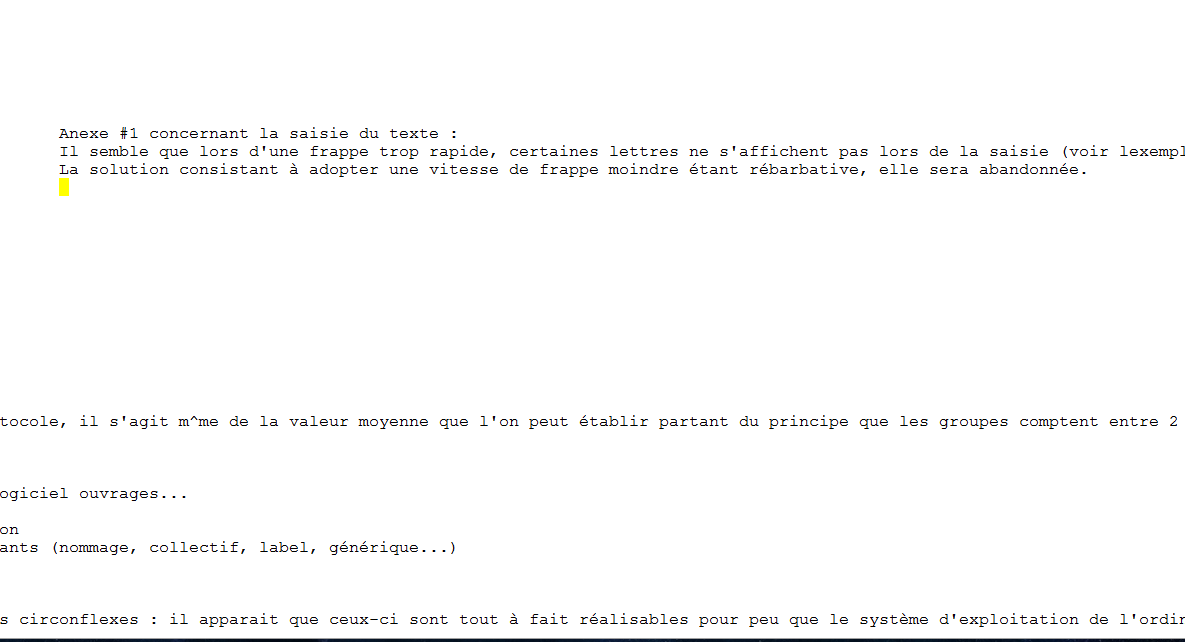 Anexe #1 concernant la saisie du texte :
Il semble que lors d'une frappe trop rapide, certaines lettres ne s'affichent pas lors de la saisie (voir lexempl
La solution consistant à adopter une vitesse de frappe moindre étant rébarbative, elle sera abandonnée.
tocole, il s'agit m^me de la valeur moyenne que l'on peut établir partant du principe que les groupes comptent entre 2
ogiciel ouvrages...
on
ants (nommage, collectif, label, générique...)
s circonflexes : il apparait que ceux-ci sont tout à fait réalisables pour peu que le système d'exploitation de l'ordin